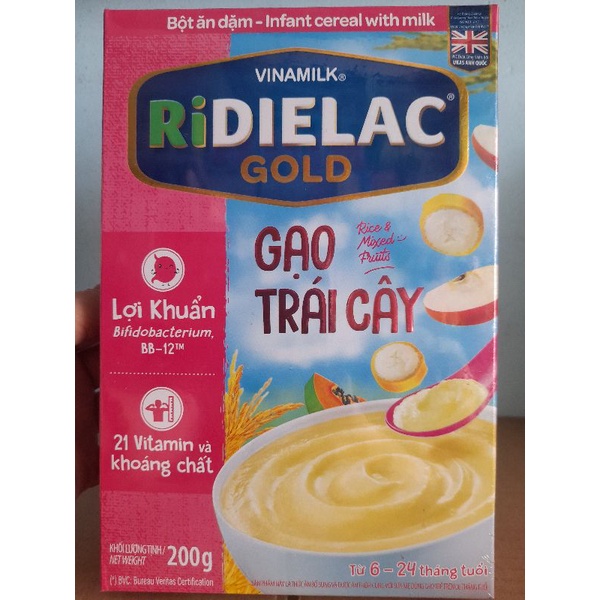 Bột ăn dặm - Infant cereal with milk
VINAMILK®
RiDIELAC®
GOLD
GẠO
TRÁI CÂY
Rice &
Mixed
Fruits
Lợi Khuẩn
Bifidobacterium,
BB-12™
21 Vitamin và
khoáng chất
KHỐI LƯỢNG TỊNH/
NET WEIGHT
200g
(*) BVC: Bureau Veritas Certification
Từ 6 - 24 tháng tuổi